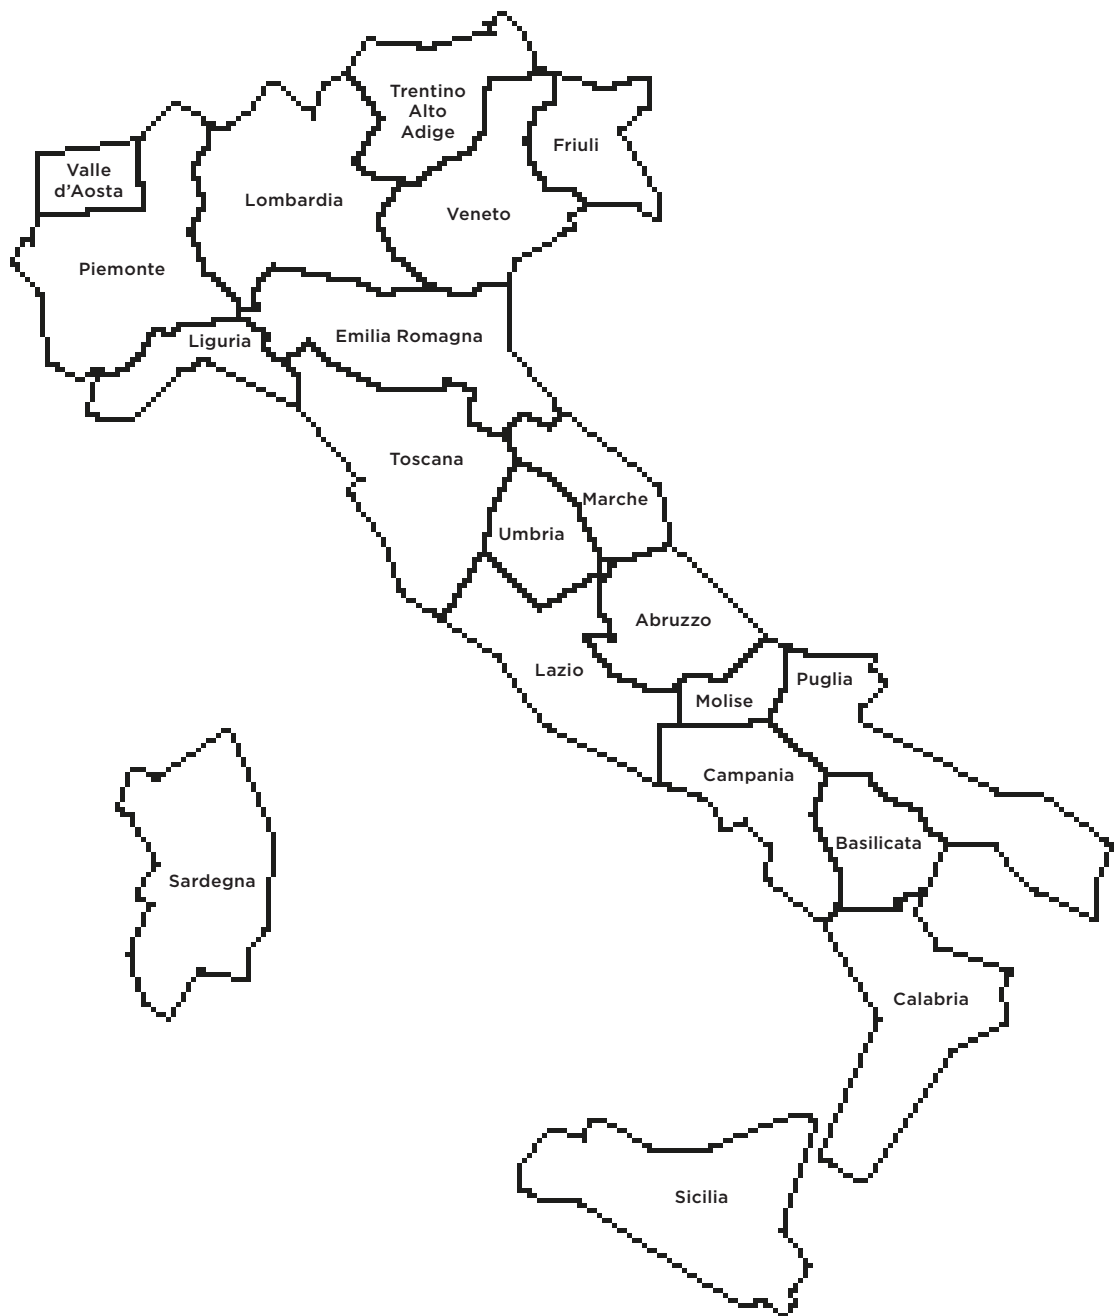 Trentino
Alto
Adige
Friuli
Valle
d'Aosta
Lombardia
Veneto
Piemonte
Liguria
Emilia Romagna
Toscana
Marche
Umbria
Abruzzo
Lazio
Molise
Puglia
Campania
Basilicata
Sardegna
Calabria
Sicilia